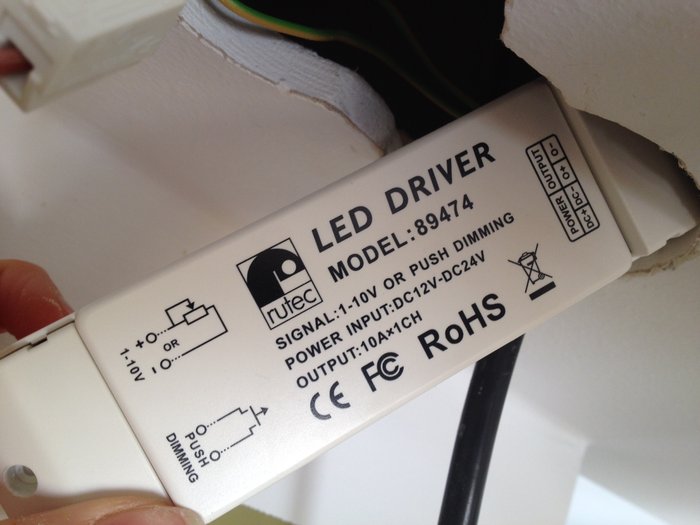 rutec
LED DRIVER
MODEL:89474
SIGNAL:1-10V OR PUSH DIMMING
POWER INPUT:DC12V-DC24V
OUTPUT:10A×1CH
CE FC RoHS
POWER OUTPUT
DC+ DC- O+ O-
1-10V
+
OR
-
PUSH
DIMMING